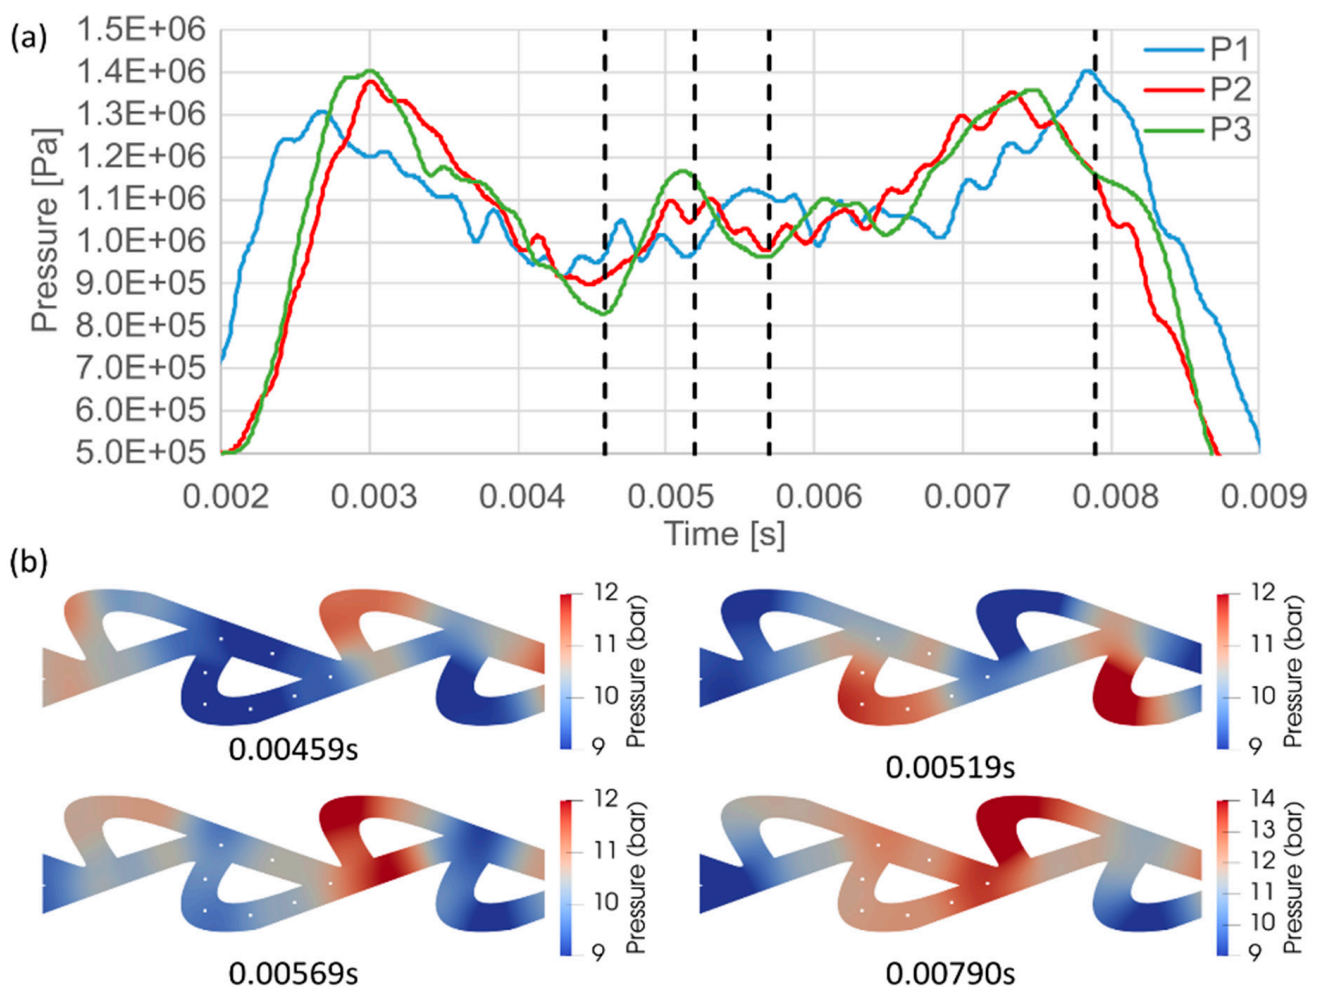 (a)
1.5E+06
1.4E+06
1.3E+06
1.2E+06
1.1E+06
1.0E+06
9.0E+05
8.0E+05
7.0E+05
6.0E+05
5.0E+05
Pressure [Pa]
P1
P2
P3
0.002 0.003 0.004 0.005 0.006 0.007 0.008 0.009
Time [s]
(b)
12
11
10
9
Pressure (bar)
0.00459s
12
11
10
9
Pressure (bar)
0.00519s
12
11
10
9
Pressure (bar)
0.00569s
14
13
12
11
10
9
Pressure (bar)
0.00790s